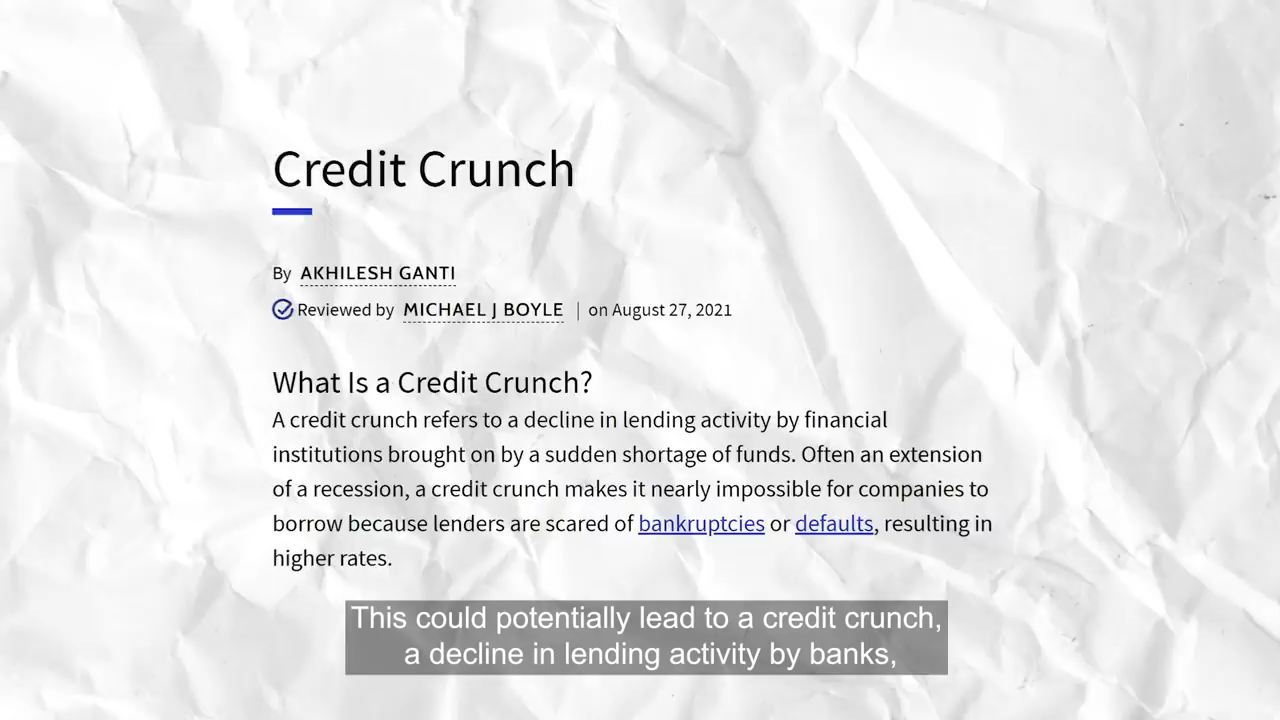 Credit Crunch
By AKHILESH GANTI
Reviewed by MICHAEL J BOYLE | on August 27, 2021
What Is a Credit Crunch?
A credit crunch refers to a decline in lending activity by financial
institutions brought on by a sudden shortage of funds. Often an extension
of a recession, a credit crunch makes it nearly impossible for companies to
borrow because lenders are scared of bankruptcies or defaults, resulting in
higher rates.
This could potentially lead to a credit crunch,
a decline in lending activity by banks,